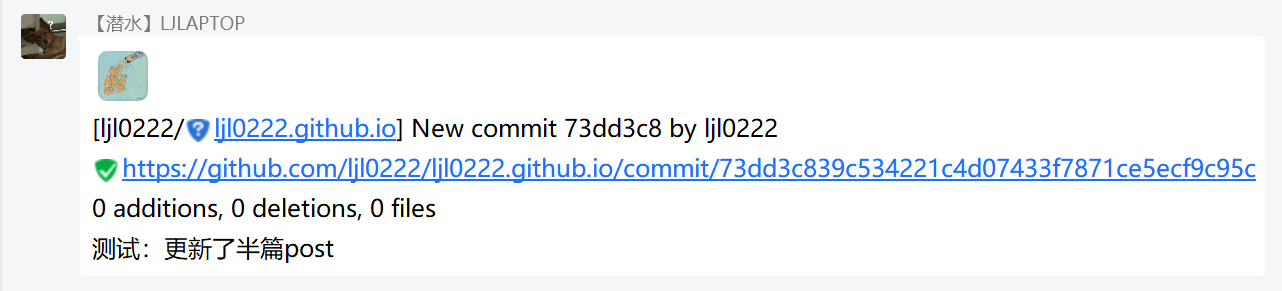 【潜水】LJLAPTOP
[ljl0222/ljl0222.github.io] New commit 73dd3c8 by ljl0222
https://github.com/ljl0222/ljl0222.github.io/commit/73dd3c839c534221c4d07433f7871ce5ecf9c95c
0 additions, 0 deletions, 0 files
测试：更新了半篇post